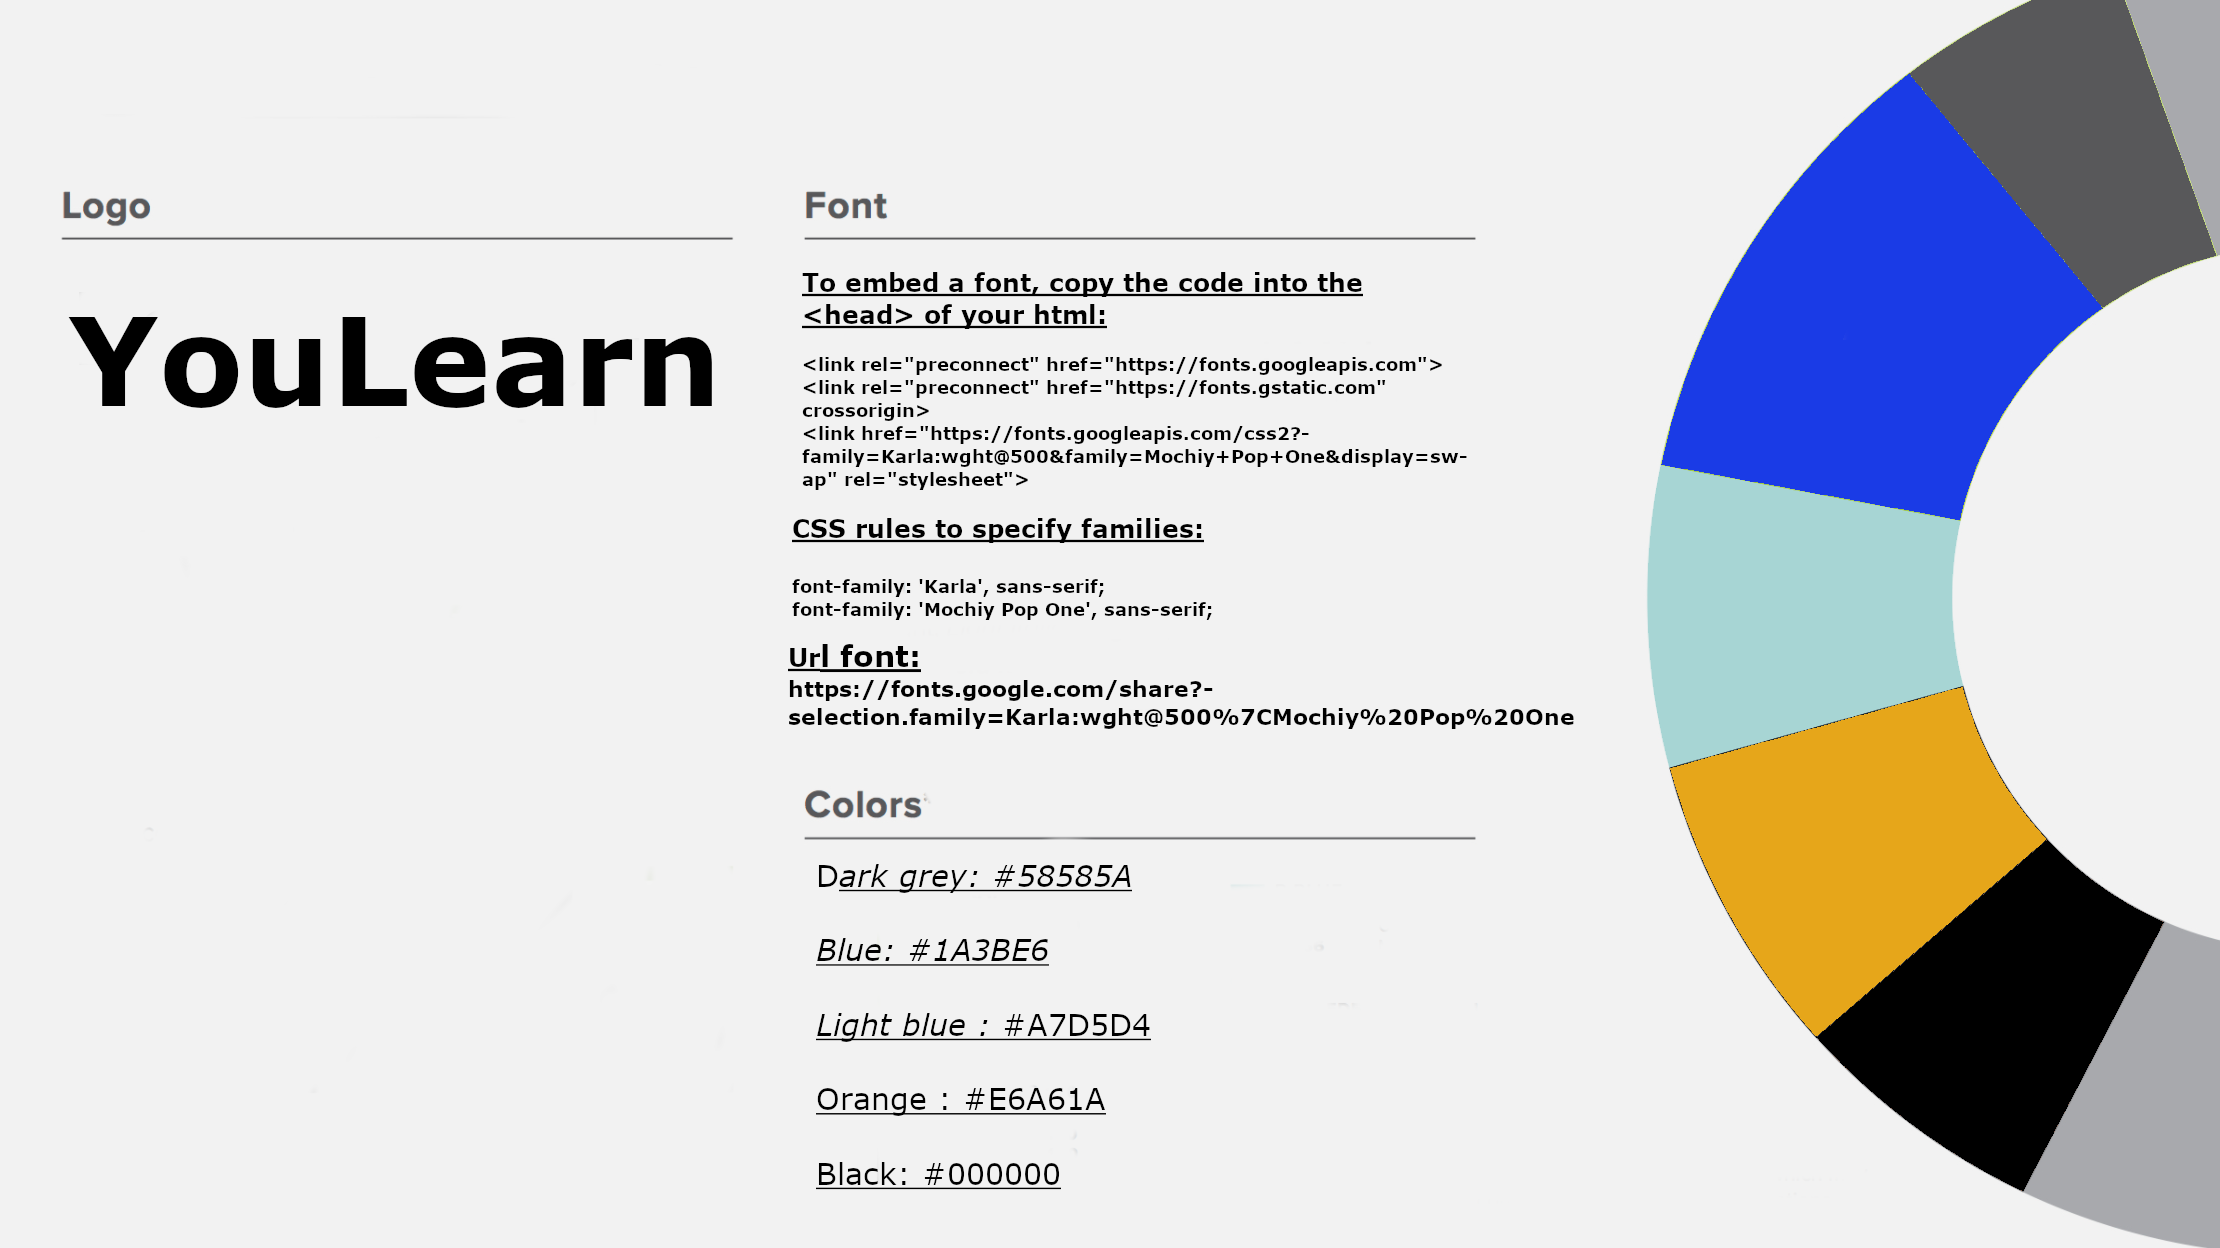 Logo
YouLearn
Font
To embed a font, copy the code into the
<head> of your html:
<link rel="preconnect" href="https://fonts.googleapis.com">
<link rel="preconnect" href="https://fonts.gstatic.com"
crossorigin>
<link href="https://fonts.googleapis.com/css2?-
family=Karla:wght@500&family=Mochiy+Pop+One&display=sw-
ap" rel="stylesheet">
CSS rules to specify families:
font-family: 'Karla', sans-serif;
font-family: 'Mochiy Pop One', sans-serif;
Url font:
https://fonts.google.com/share?-
selection.family=Karla:wght@500%7CMochiy%20Pop%20One
Colors
Dark grey: #58585A
Blue: #1A3BE6
Light blue : #A7D5D4
Orange : #E6A61A
Black: #000000